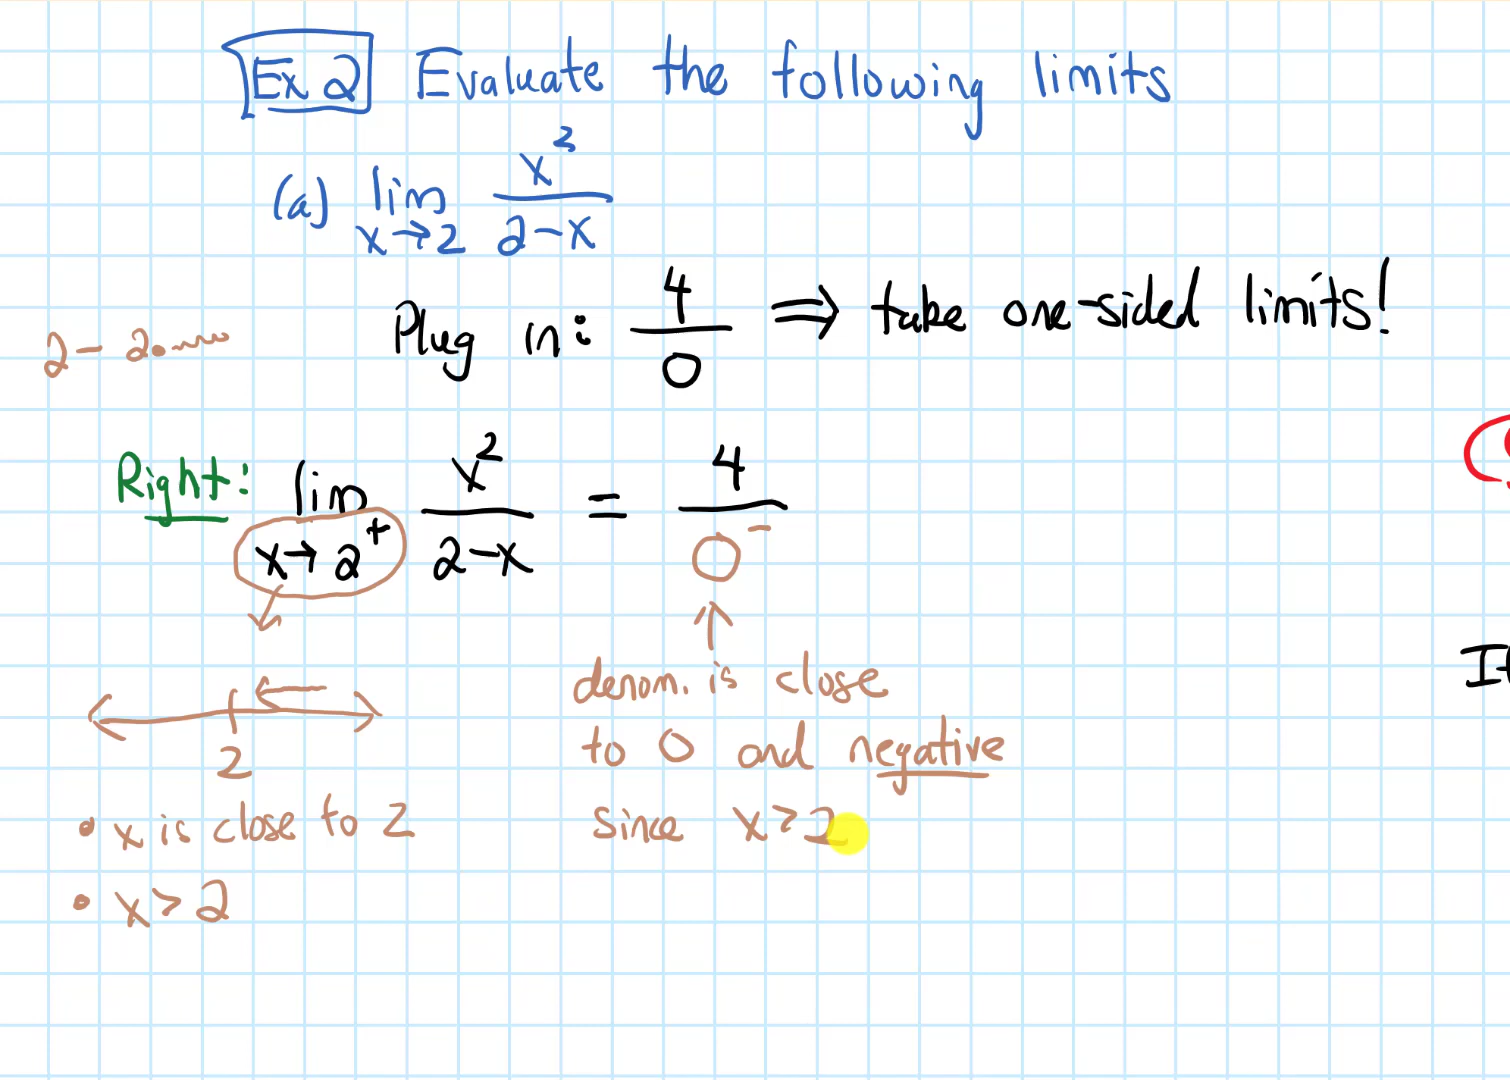 Ex 2 Evaluate the following limits
(a) lim x→2 x²/(2-x)
Plug in: 4/0 ⇒ take one-sided limits!
2 - 2.
Right: lim x→2⁺ x²/(2-x) = 4/0⁻
2
• x is close to 2
• x > 2
denom. is close
to 0 and negative
since x > 2